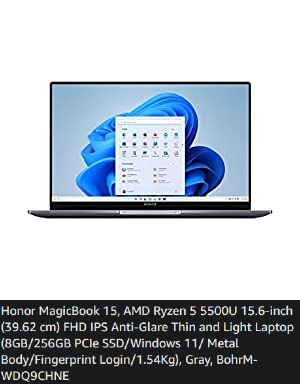 HONOR
Honor MagicBook 15, AMD Ryzen 5 5500U 15.6-inch
(39.62 cm) FHD IPS Anti-Glare Thin and Light Laptop
(8GB/256GB PCIe SSD/Windows 11/ Metal
Body/Fingerprint Login/1.54Kg), Gray, BohrM-
WDQ9CHNE